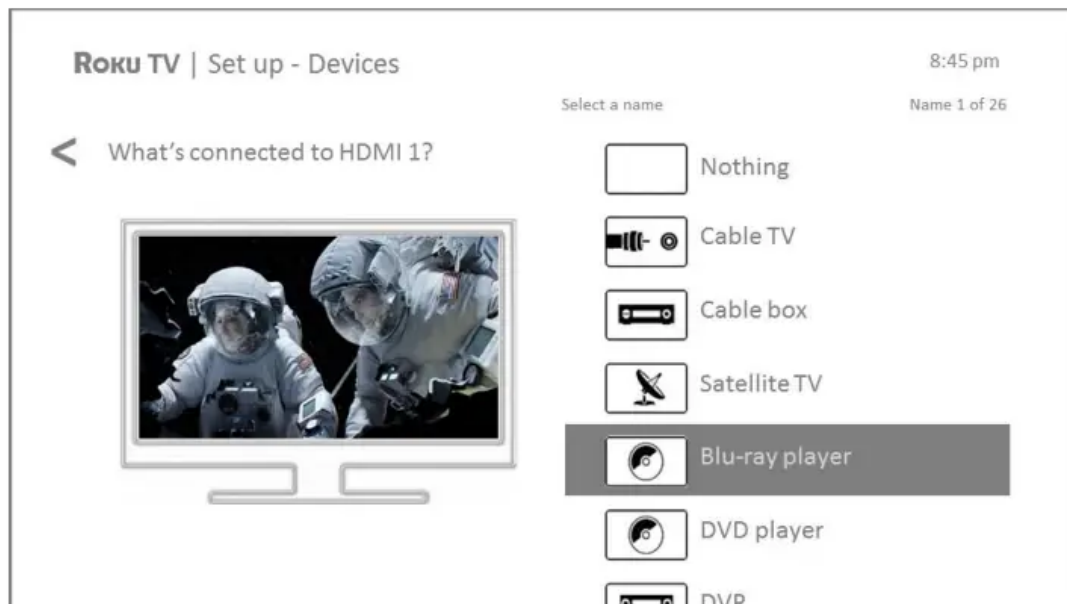 Roku TV | Set up - Devices
8:45 pm
Select a name
Name 1 of 26
< What's connected to HDMI 1?
Nothing
Cable TV
Cable box
Satellite TV
Blu-ray player
DVD player
DVR